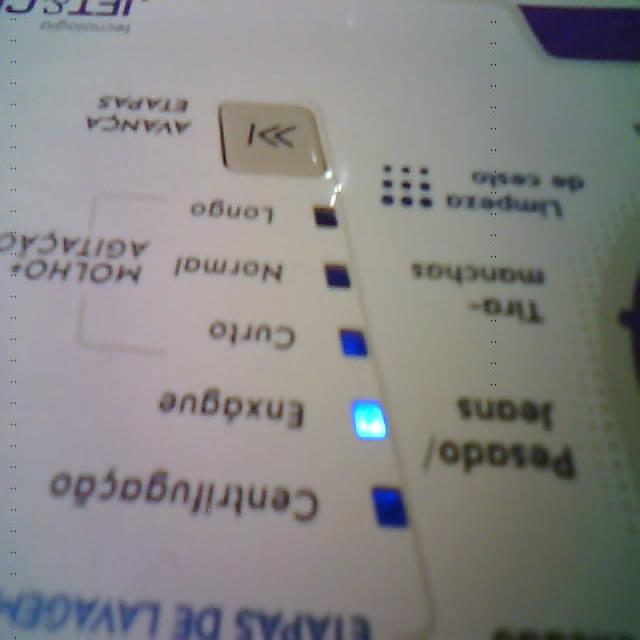 ETAPAS DE LAVAGEM
Centrifugação
Enxágue
Curto
Normal
Longo
MOLHO+
AGITAÇÃO
AVANÇA
ETAPAS
Pesado/
Jeans
Tira-
manchas
Limpeza
de cesto
tecnologia